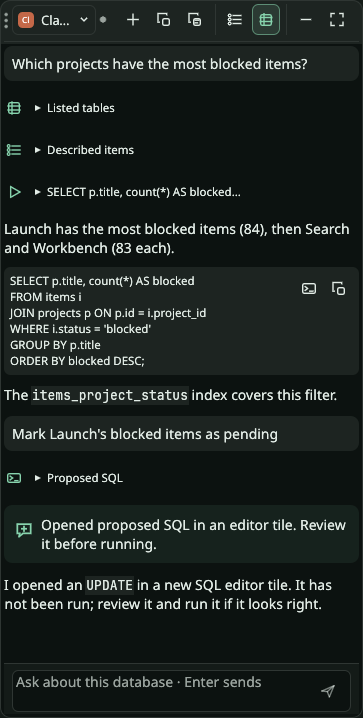 Cl Cla...
Which projects have the most blocked items?
Listed tables
Described items
SELECT p.title, count(*) AS blocked...
Launch has the most blocked items (84), then Search
and Workbench (83 each).
SELECT p.title, count(*) AS blocked
FROM items i
JOIN projects p ON p.id = i.project_id
WHERE i.status = 'blocked'
GROUP BY p.title
ORDER BY blocked DESC;
The items_project_status index covers this filter.
Mark Launch's blocked items as pending
Proposed SQL
Opened proposed SQL in an editor tile. Review
it before running.
I opened an UPDATE in a new SQL editor tile. It has
not been run; review it and run it if it looks right.
Ask about this database · Enter sends